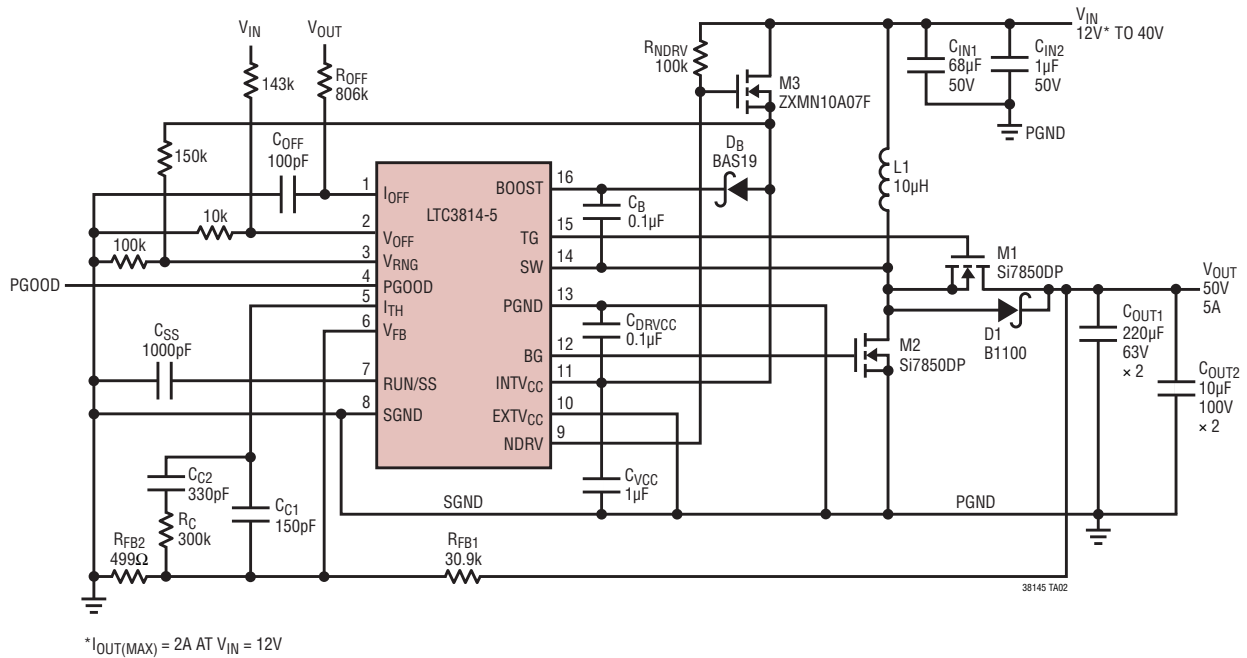 VIN
VOUT
143k
ROFF
806k
RNDRV
100k
M3
ZXMN10A07F
VIN
12V* TO 40V
CIN1
68µF
50V
CIN2
1µF
50V
PGND
150k
COFF
100pF
DB
BAS19
L1
10µH
LTC3814-5
1
IOFF
2
VOFF
3
VRNG
4
PGOOD
5
ITH
6
VFB
7
RUN/SS
8
SGND
BOOST
16
TG
15
SW
14
PGND
13
BG
12
INTVCC
11
EXTVCC
10
NDRV
9
10k
100k
PGOOD
CB
0.1µF
CDRVCC
0.1µF
M1
Si7850DP
VOUT
50V
5A
D1
B1100
M2
Si7850DP
COUT1
220µF
63V
× 2
COUT2
10µF
100V
× 2
CSS
1000pF
CC2
330pF
RC
300k
CC1
150pF
CVCC
1µF
SGND
PGND
RFB2
499Ω
RFB1
30.9k
38145 TA02
*IOUT(MAX) = 2A AT VIN = 12V